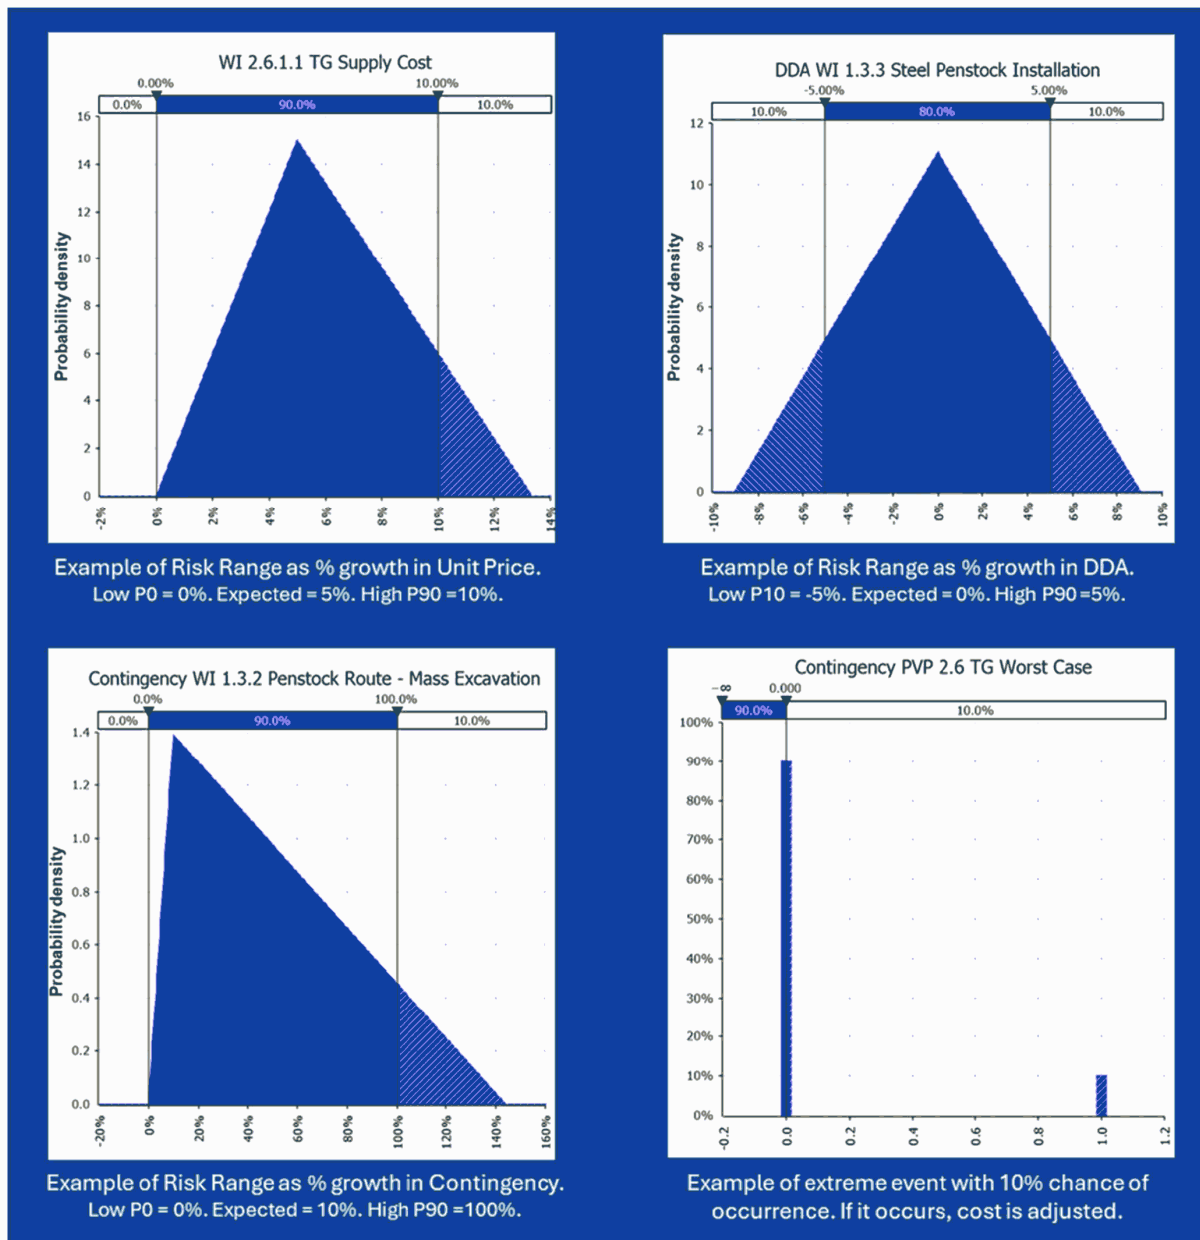 WI 2.6.1.1 TG Supply Cost
0.00% 10.00%
0.0% 90.0% 10.0%
16
14
12
10
8
6
4
2
0
Probability density
-2% 0% 2% 4% 6% 8% 10% 12% 14%
Example of Risk Range as % growth in Unit Price.
Low P0 = 0%. Expected = 5%. High P90 =10%.
DDA WI 1.3.3 Steel Penstock Installation
-5.00% 5.00%
10.0% 80.0% 10.0%
12
10
8
6
4
2
0
Probability density
-10% -8% -6% -4% -2% 0% 2% 4% 6% 8% 10%
Example of Risk Range as % growth in DDA.
Low P10 = -5%. Expected = 0%. High P90 =5%.
Contingency WI 1.3.2 Penstock Route - Mass Excavation
0.0% 100.0%
0.0% 90.0% 10.0%
1.4
1.2
1.0
0.8
0.6
0.4
0.2
0.0
Probability density
-20% 0% 20% 40% 60% 80% 100% 120% 140% 160%
Example of Risk Range as % growth in Contingency.
Low P0 = 0%. Expected = 10%. High P90 =100%.
Contingency PVP 2.6 TG Worst Case
−∞ 0.000
90.0% 10.0%
100%
90%
80%
70%
60%
50%
40%
30%
20%
10%
0%
-0.2 0.0 0.2 0.4 0.6 0.8 1.0 1.2
Example of extreme event with 10% chance of
occurrence. If it occurs, cost is adjusted.